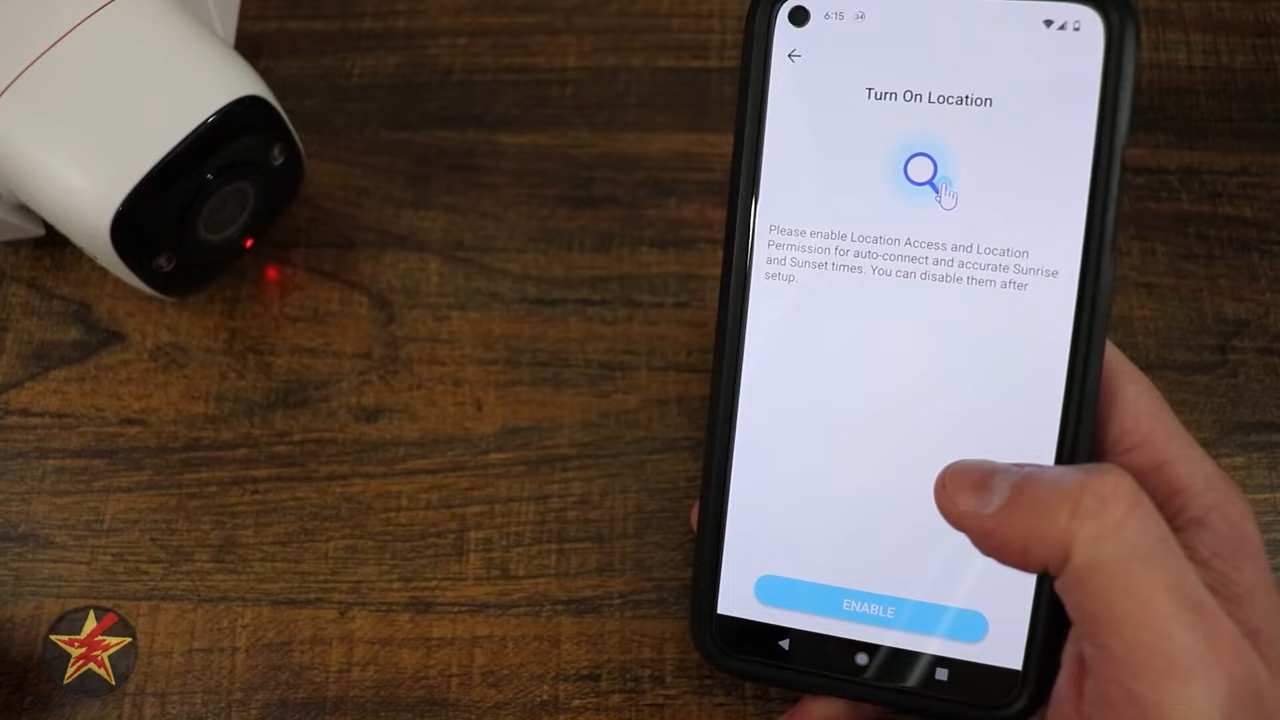 6:15
Turn On Location
Please enable Location Access and Location
Permission for auto-connect and accurate Sunrise
and Sunset times. You can disable them after
setup.
ENABLE